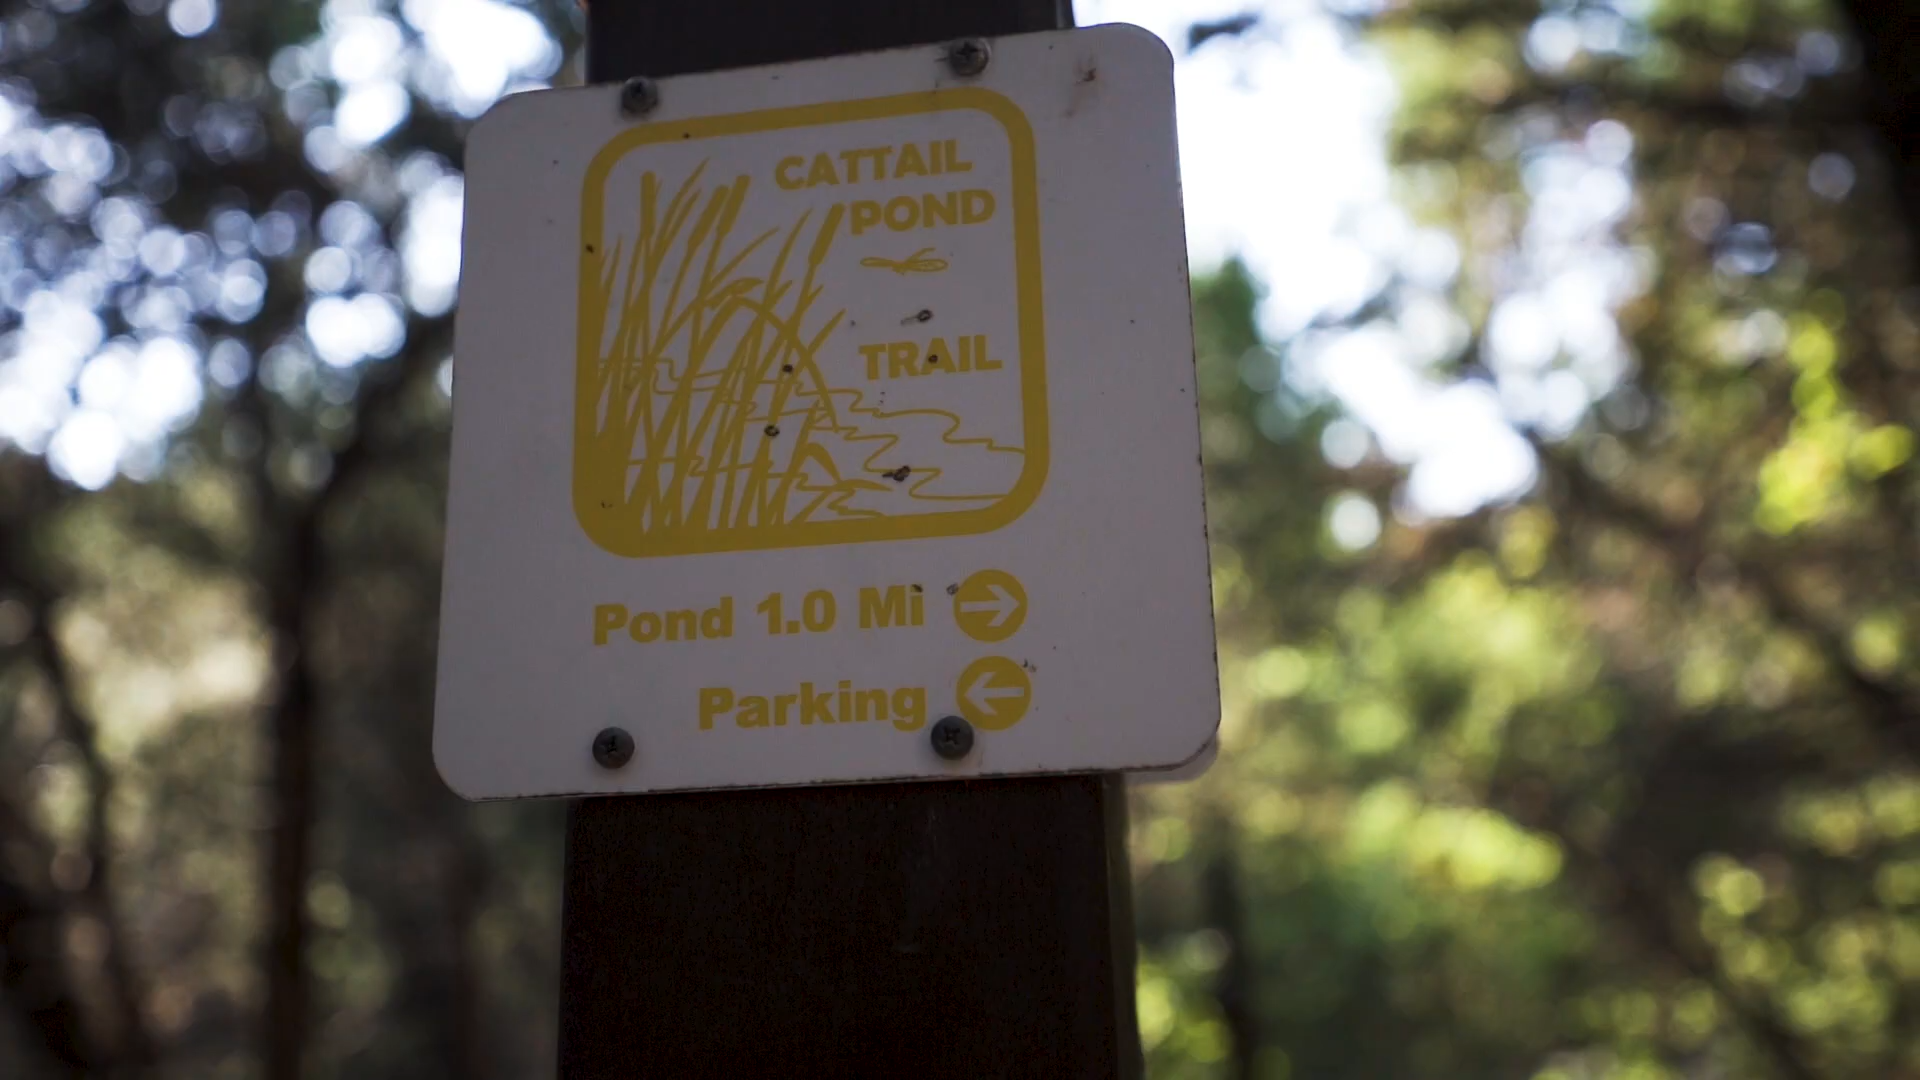 CATTAIL
POND
TRAIL
Pond 1.0 Mi
Parking